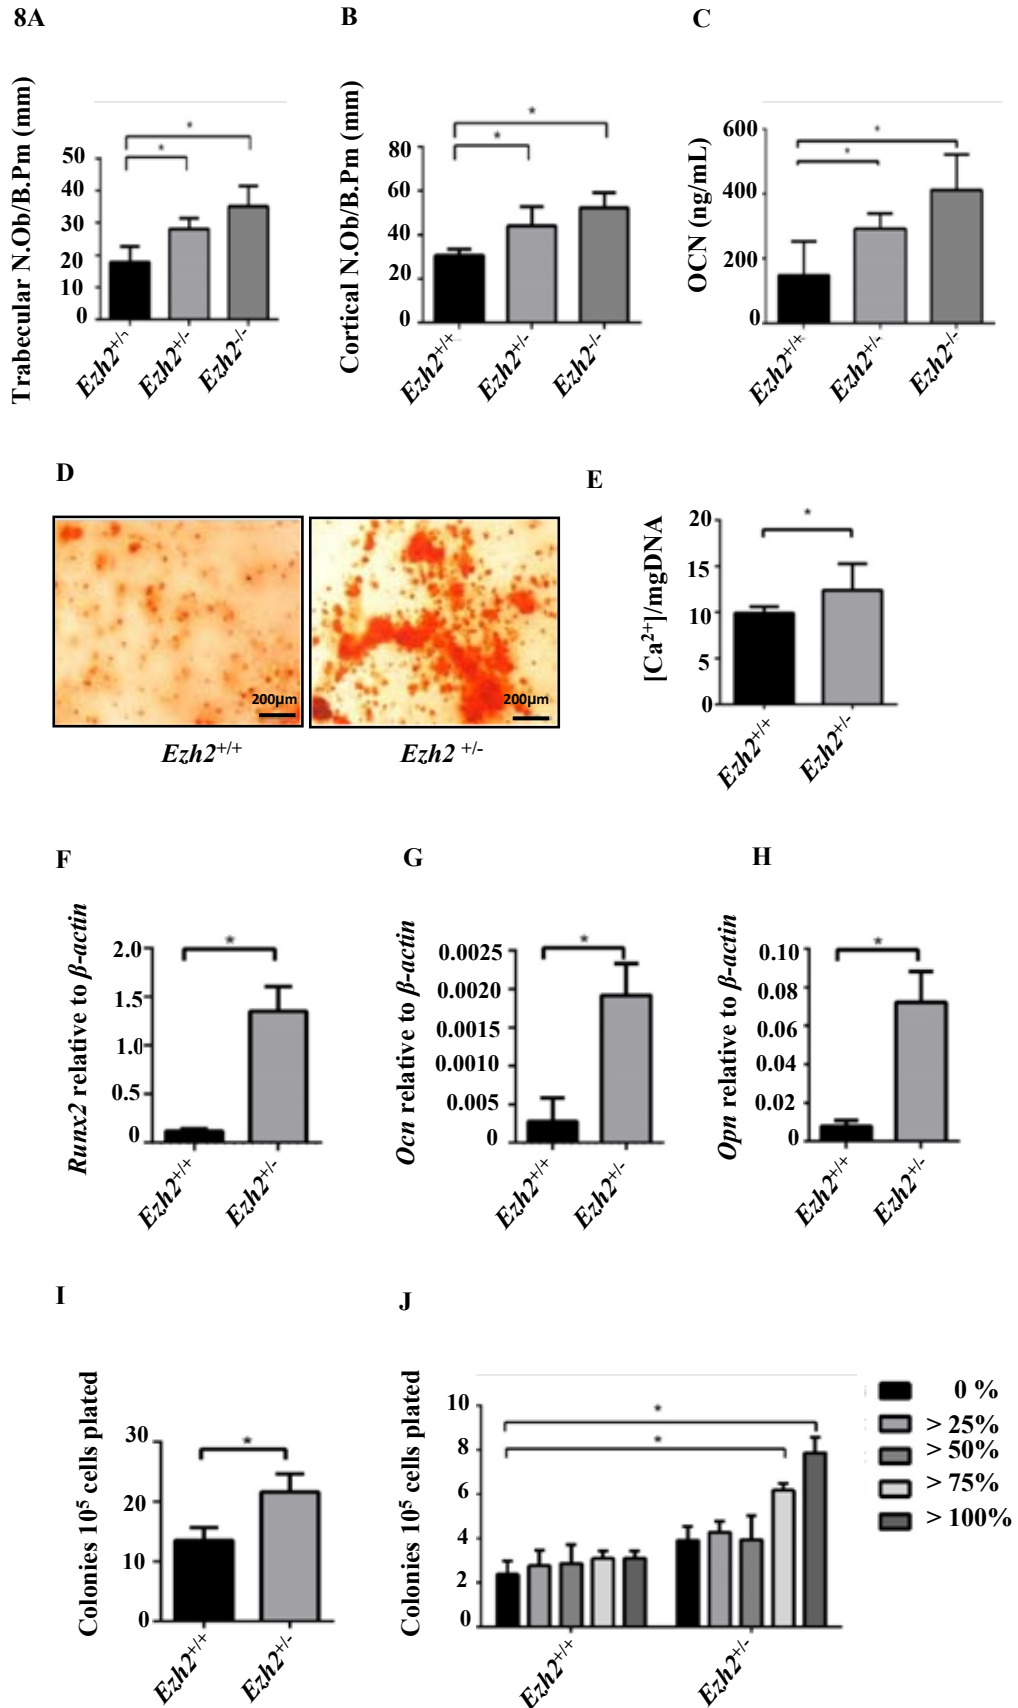 8A
B
C
Trabecular N.Ob/B.Pm (mm)
50
40
30
20
10
0
*
*
Ezh2+/+
Ezh2+/-
Ezh2-/-
Cortical N.Ob/B.Pm (mm)
80
60
40
20
0
*
*
Ezh2+/+
Ezh2+/-
Ezh2-/-
OCN (ng/mL)
600
400
200
0
*
*
Ezh2+/+
Ezh2+/-
Ezh2-/-
D
200µm
200µm
Ezh2+/+
Ezh2 +/-
E
[Ca2+]/mgDNA
20
15
10
5
0
*
Ezh2+/+
Ezh2+/-
F
Runx2 relative to β-actin
2.0
1.5
1.0
0.5
0
*
Ezh2+/+
Ezh2+/-
G
Ocn relative to β-actin
0.0025
0.0020
0.0015
0.0010
0.005
0
*
Ezh2+/+
Ezh2+/-
H
Opn relative to β-actin
0.10
0.08
0.06
0.04
0.02
0
*
Ezh2+/+
Ezh2+/-
I
Colonies 10⁵ cells plated
30
20
10
0
*
Ezh2+/+
Ezh2+/-
J
Colonies 10⁵ cells plated
10
8
6
4
2
0
*
*
Ezh2+/+
Ezh2+/-
0 %
> 25%
> 50%
> 75%
> 100%